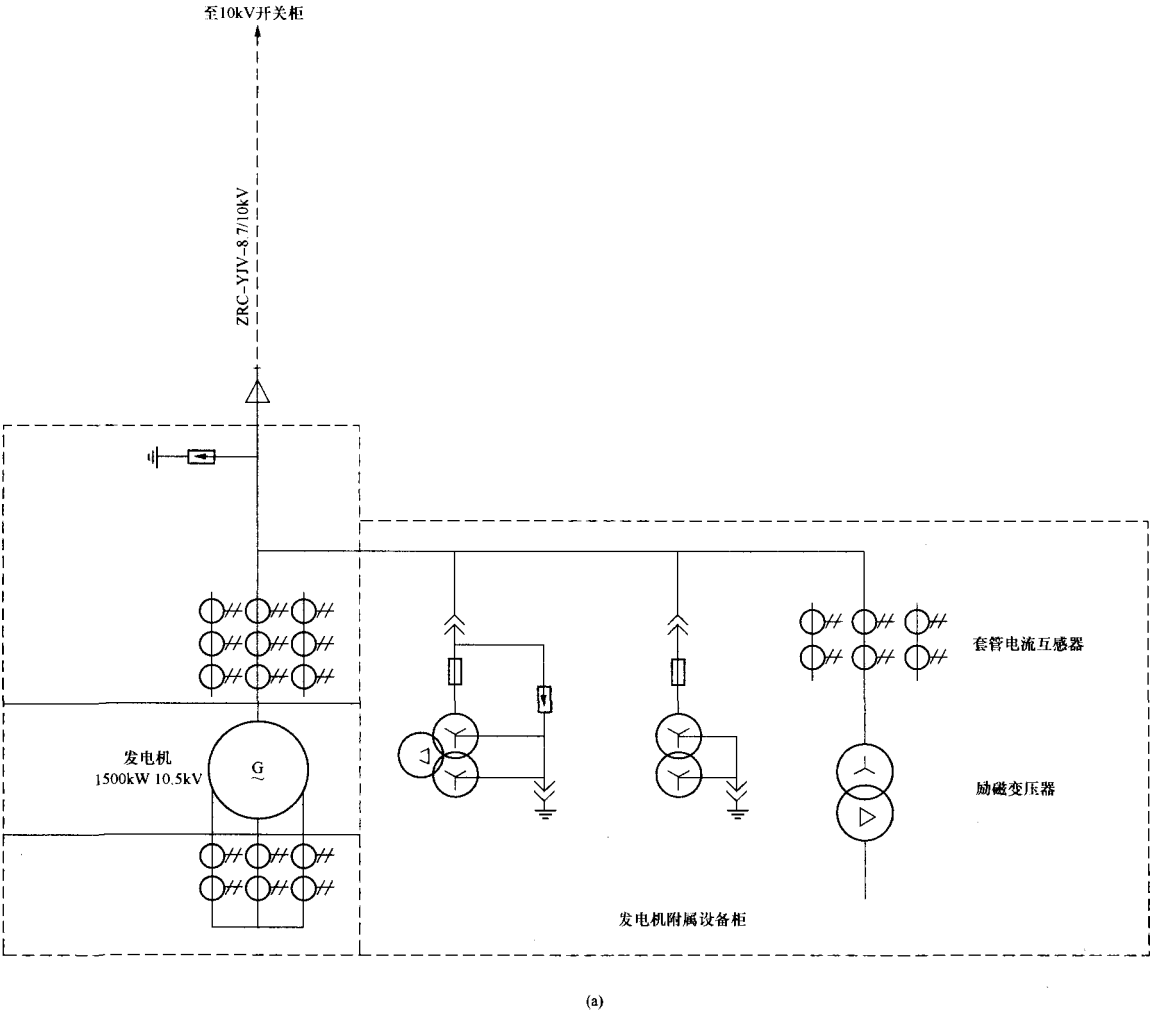 至10kV开关柜
ZRC-YJV-8.7/10kV
套管电流互感器
发电机
1500kW 10.5kV
G
~
励磁变压器
发电机附属设备柜
(a)